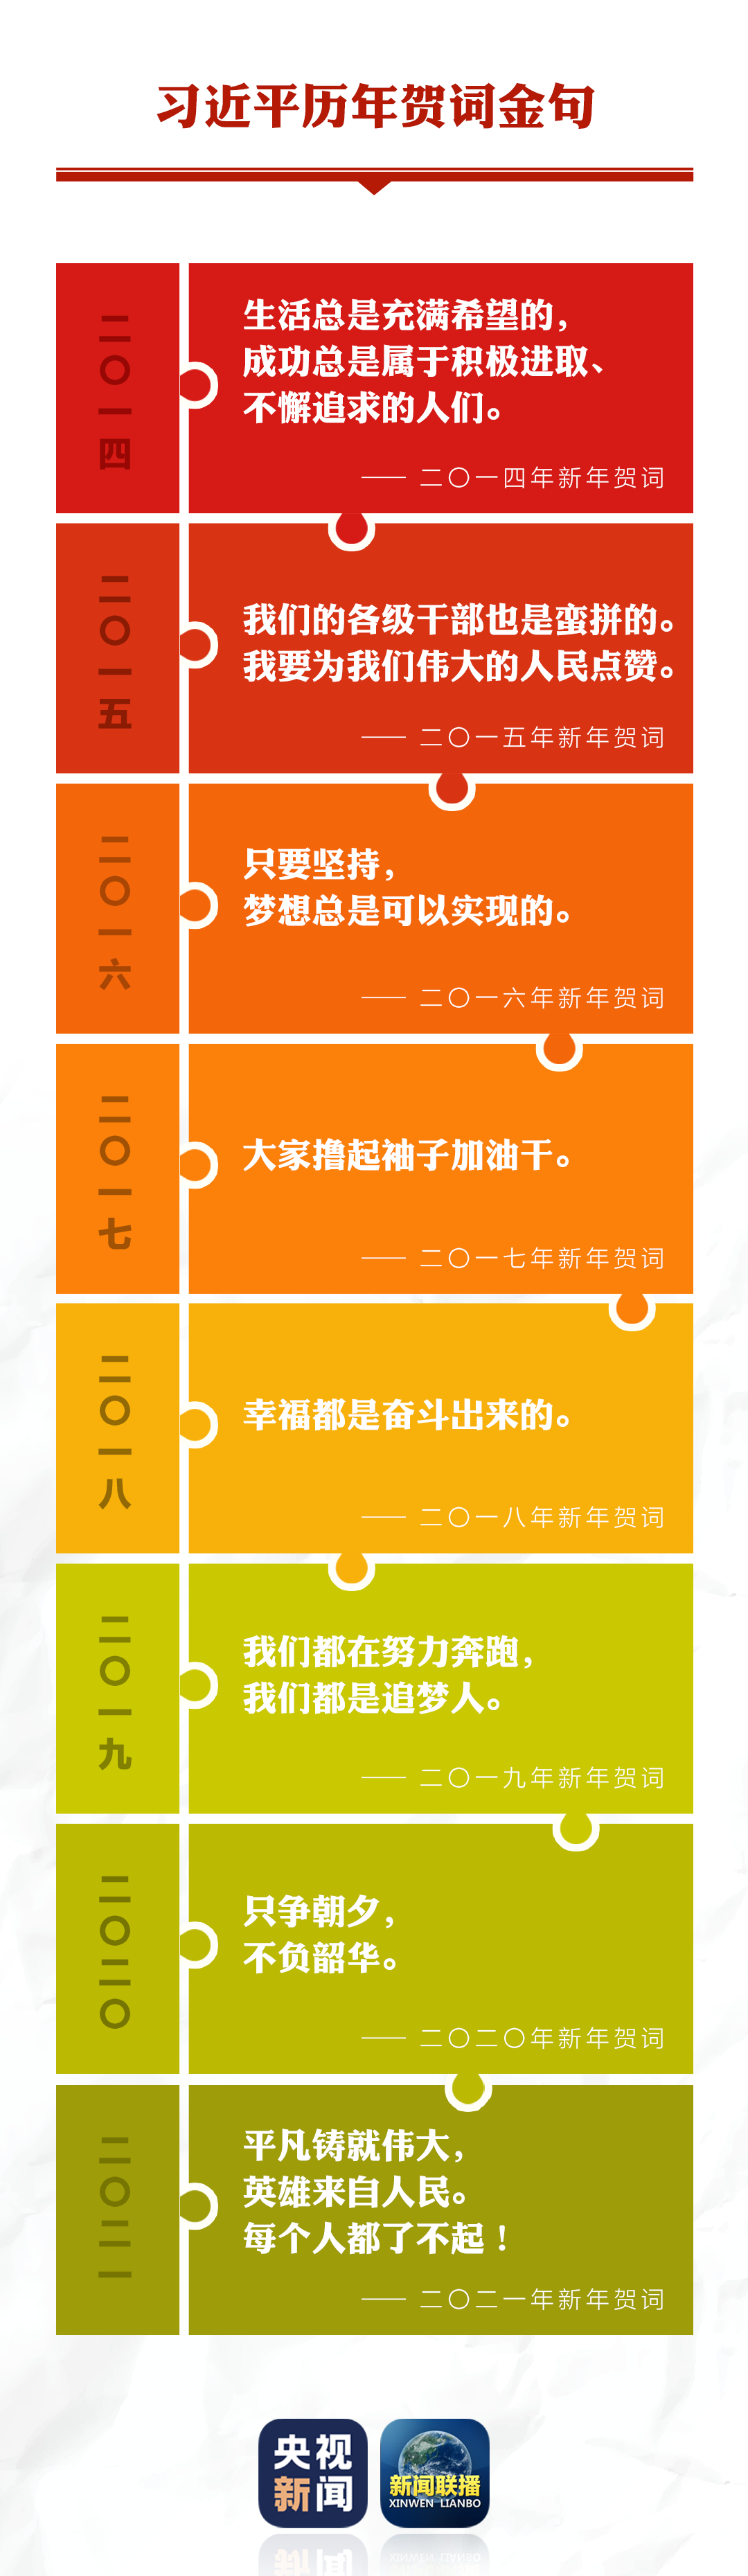 习近平历年贺词金句
二〇一四
生活总是充满希望的，
成功总是属于积极进取、
不懈追求的人们。
—— 二〇一四年新年贺词
二〇一五
我们的各级干部也是蛮拼的。
我要为我们伟大的人民点赞。
—— 二〇一五年新年贺词
二〇一六
只要坚持，
梦想总是可以实现的。
—— 二〇一六年新年贺词
二〇一七
大家撸起袖子加油干。
—— 二〇一七年新年贺词
二〇一八
幸福都是奋斗出来的。
—— 二〇一八年新年贺词
二〇一九
我们都在努力奔跑，
我们都是追梦人。
—— 二〇一九年新年贺词
二〇二〇
只争朝夕，
不负韶华。
—— 二〇二〇年新年贺词
二〇二一
平凡铸就伟大，
英雄来自人民。
每个人都了不起！
—— 二〇二一年新年贺词
央视
新闻
新闻联播
XINWEN LIANBO